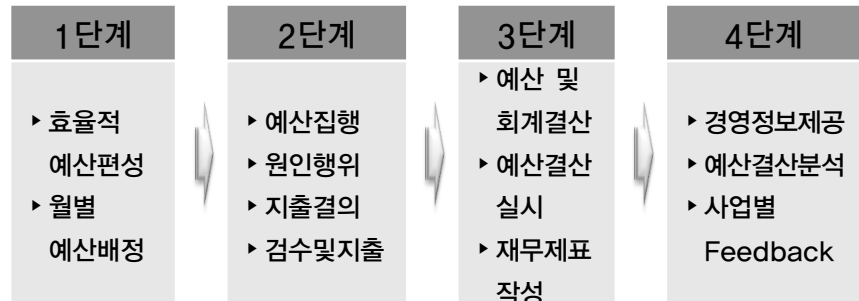 1단계
▸ 효율적
예산편성
▸ 월별
예산배정
2단계
▸ 예산집행
▸ 원인행위
▸ 지출결의
▸ 검수및지출
3단계
▸ 예산 및
회계결산
▸ 예산결산
실시
▸ 재무제표
작성
4단계
▸ 경영정보제공
▸ 예산결산분석
▸ 사업별
Feedback